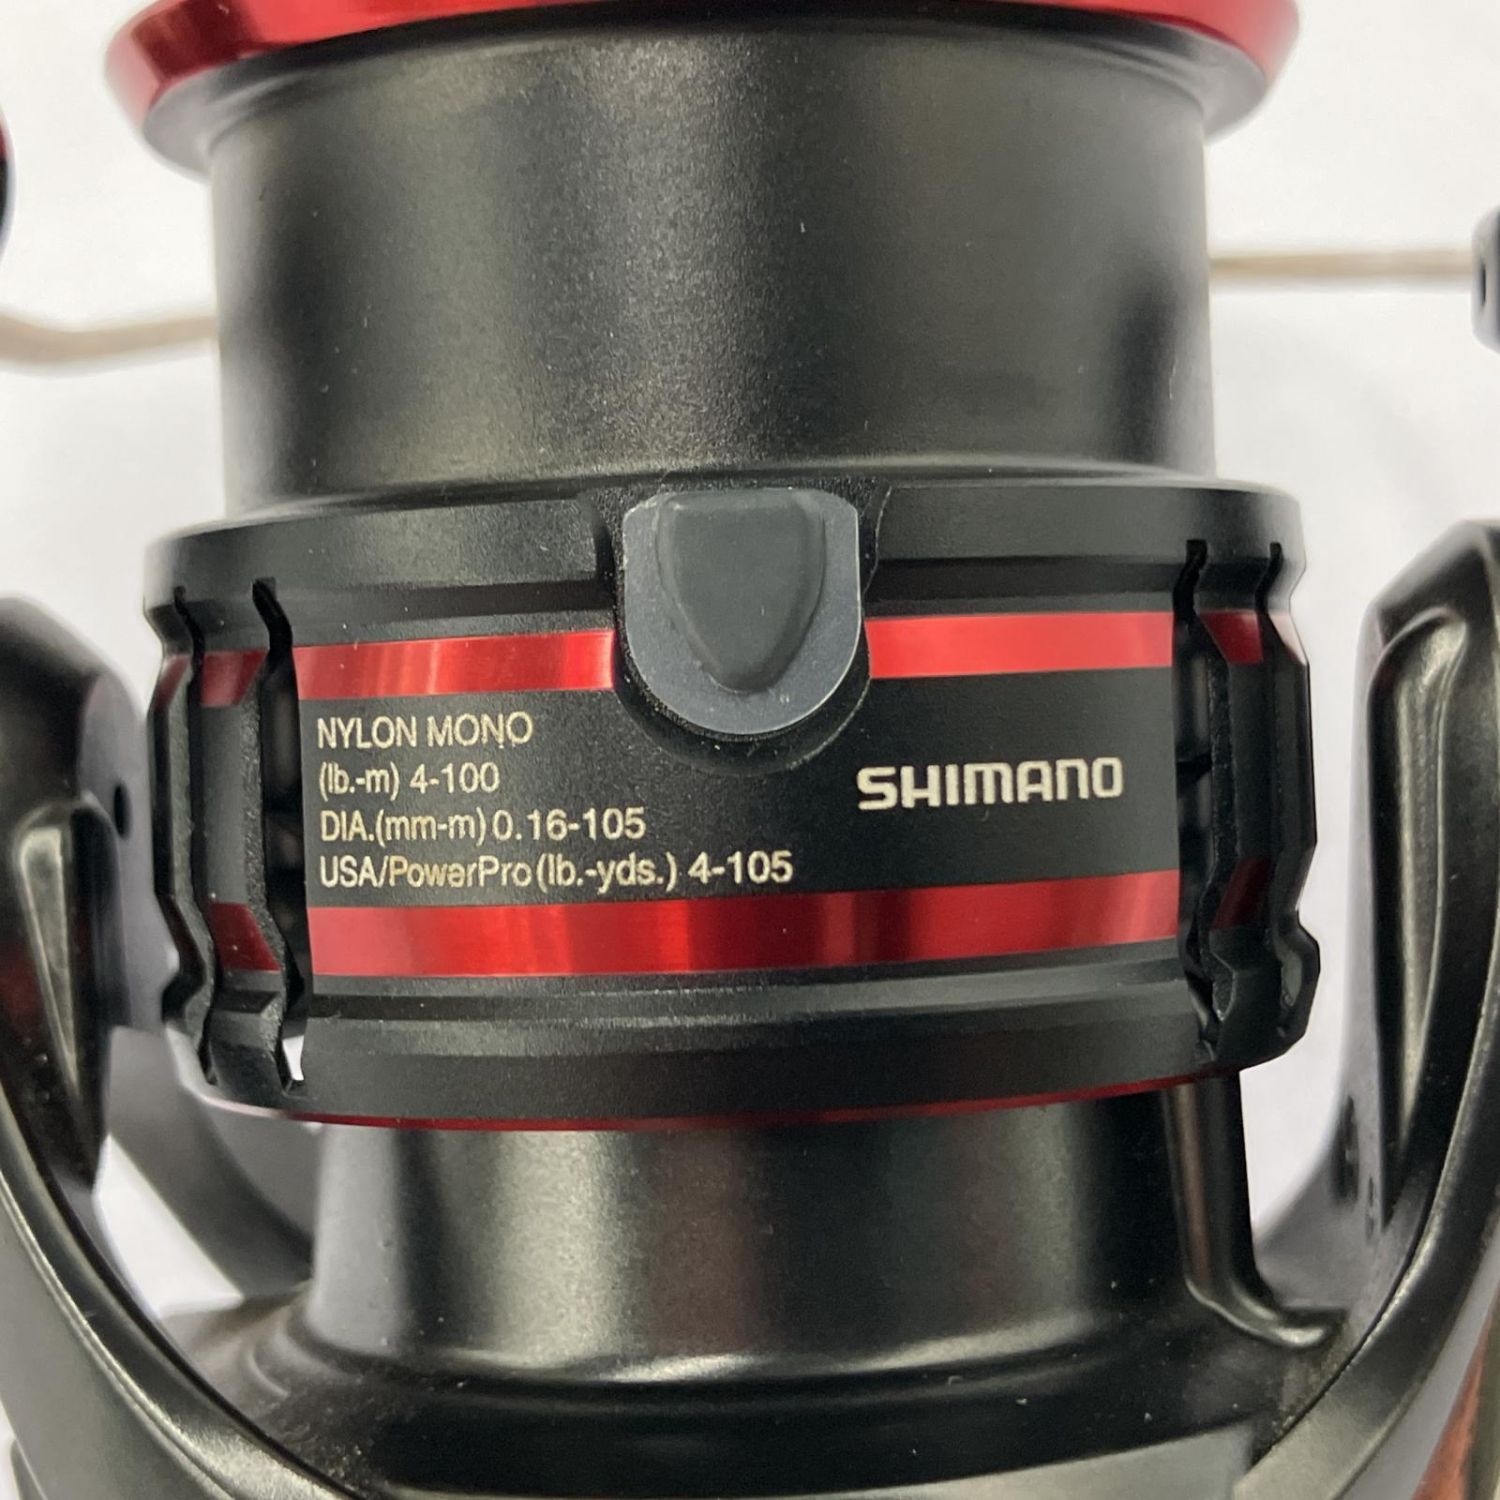 NYLON MONO
(lb.-m) 4-100
DIA.(mm-m) 0.16-105
USA/PowerPro(lb.-yds.) 4-105
SHIMANO